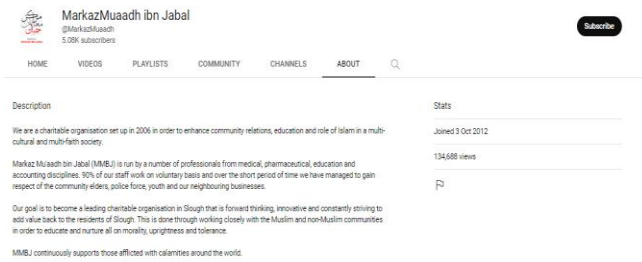 MarkazMuaadh ibn Jabal
@MarkazMuaadh
5.08K subscribers
Subscribe
HOME VIDEOS PLAYLISTS COMMUNITY CHANNELS ABOUT
Description
We are a charitable organisation set up in 2006 in order to enhance community relations, education and role of Islam in a multi-
cultural and multi-faith society.
Markaz Mu'aadh bin Jabal (MMBJ) is run by a number of professionals from medical, pharmaceutical, education and
accounting disciplines. 90% of our staff work on voluntary basis and over the short period of time we have managed to gain
respect of the community elders, police force, youth and our neighbouring businesses.
Our goal is to become a leading charitable organisation in Slough that is forward thinking, innovative and constantly striving to
add value back to the residents of Slough. This is done through working closely with the Muslim and non-Muslim communities
in order to educate and nurture all on morality, uprightness and tolerance.
MMBJ continuously supports those afflicted with calamities around the world.
Stats
Joined 3 Oct 2012
134,688 views